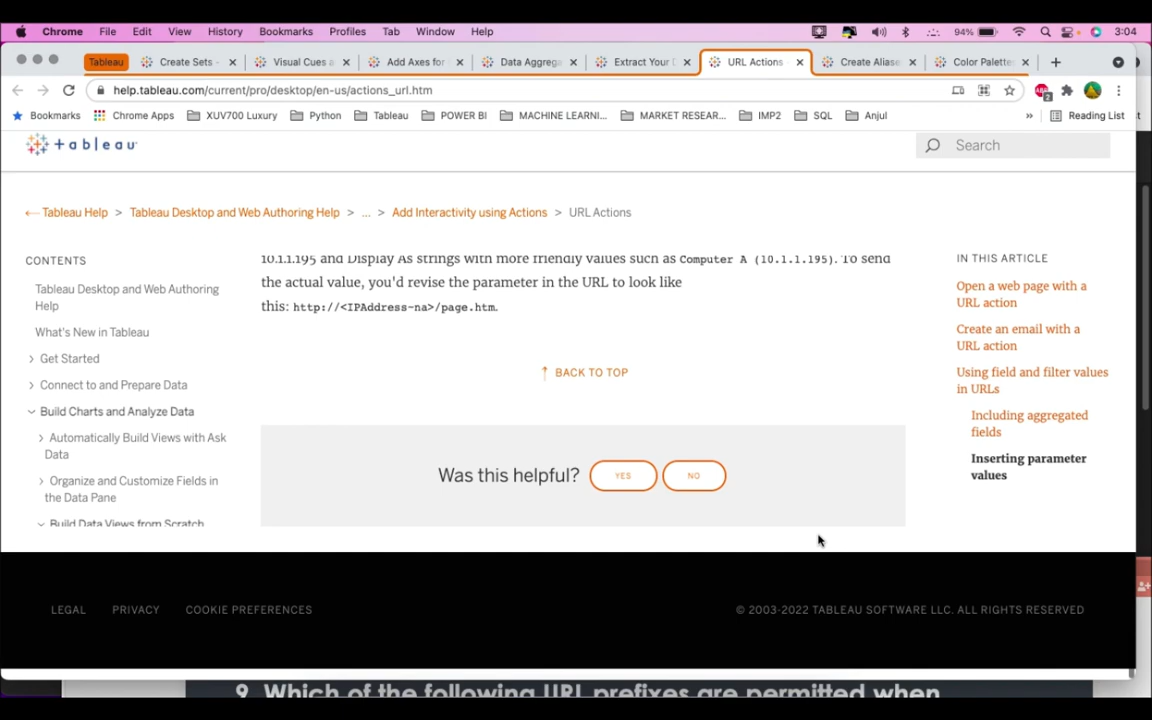 Chrome File Edit View History Bookmarks Profiles Tab Window Help 94% 3:04
Tableau Create Sets - Visual Cues a Add Axes for Data Aggrega Extract Your D URL Actions Create Aliase Color Palette
help.tableau.com/current/pro/desktop/en-us/actions_url.htm
Bookmarks Chrome Apps XUV700 Luxury Python Tableau POWER BI MACHINE LEARNI... MARKET RESEAR... IMP2 SQL Anjul » Reading List
tableau
Search
Tableau Help > Tableau Desktop and Web Authoring Help > ... > Add Interactivity using Actions > URL Actions
CONTENTS
Tableau Desktop and Web Authoring
Help
What's New in Tableau
Get Started
Connect to and Prepare Data
Build Charts and Analyze Data
Automatically Build Views with Ask
Data
Organize and Customize Fields in
the Data Pane
Build Data Views from Scratch
10.1.1.195 and Display As strings with more friendly values such as Computer A (10.1.1.195). To send
the actual value, you'd revise the parameter in the URL to look like
this: http://<IPAddress~na>/page.htm.
BACK TO TOP
Was this helpful? YES NO
IN THIS ARTICLE
Open a web page with a
URL action
Create an email with a
URL action
Using field and filter values
in URLs
Including aggregated
fields
Inserting parameter
values
LEGAL PRIVACY COOKIE PREFERENCES
© 2003-2022 TABLEAU SOFTWARE LLC. ALL RIGHTS RESERVED
9 Which of the following URL prefixes are permitted when